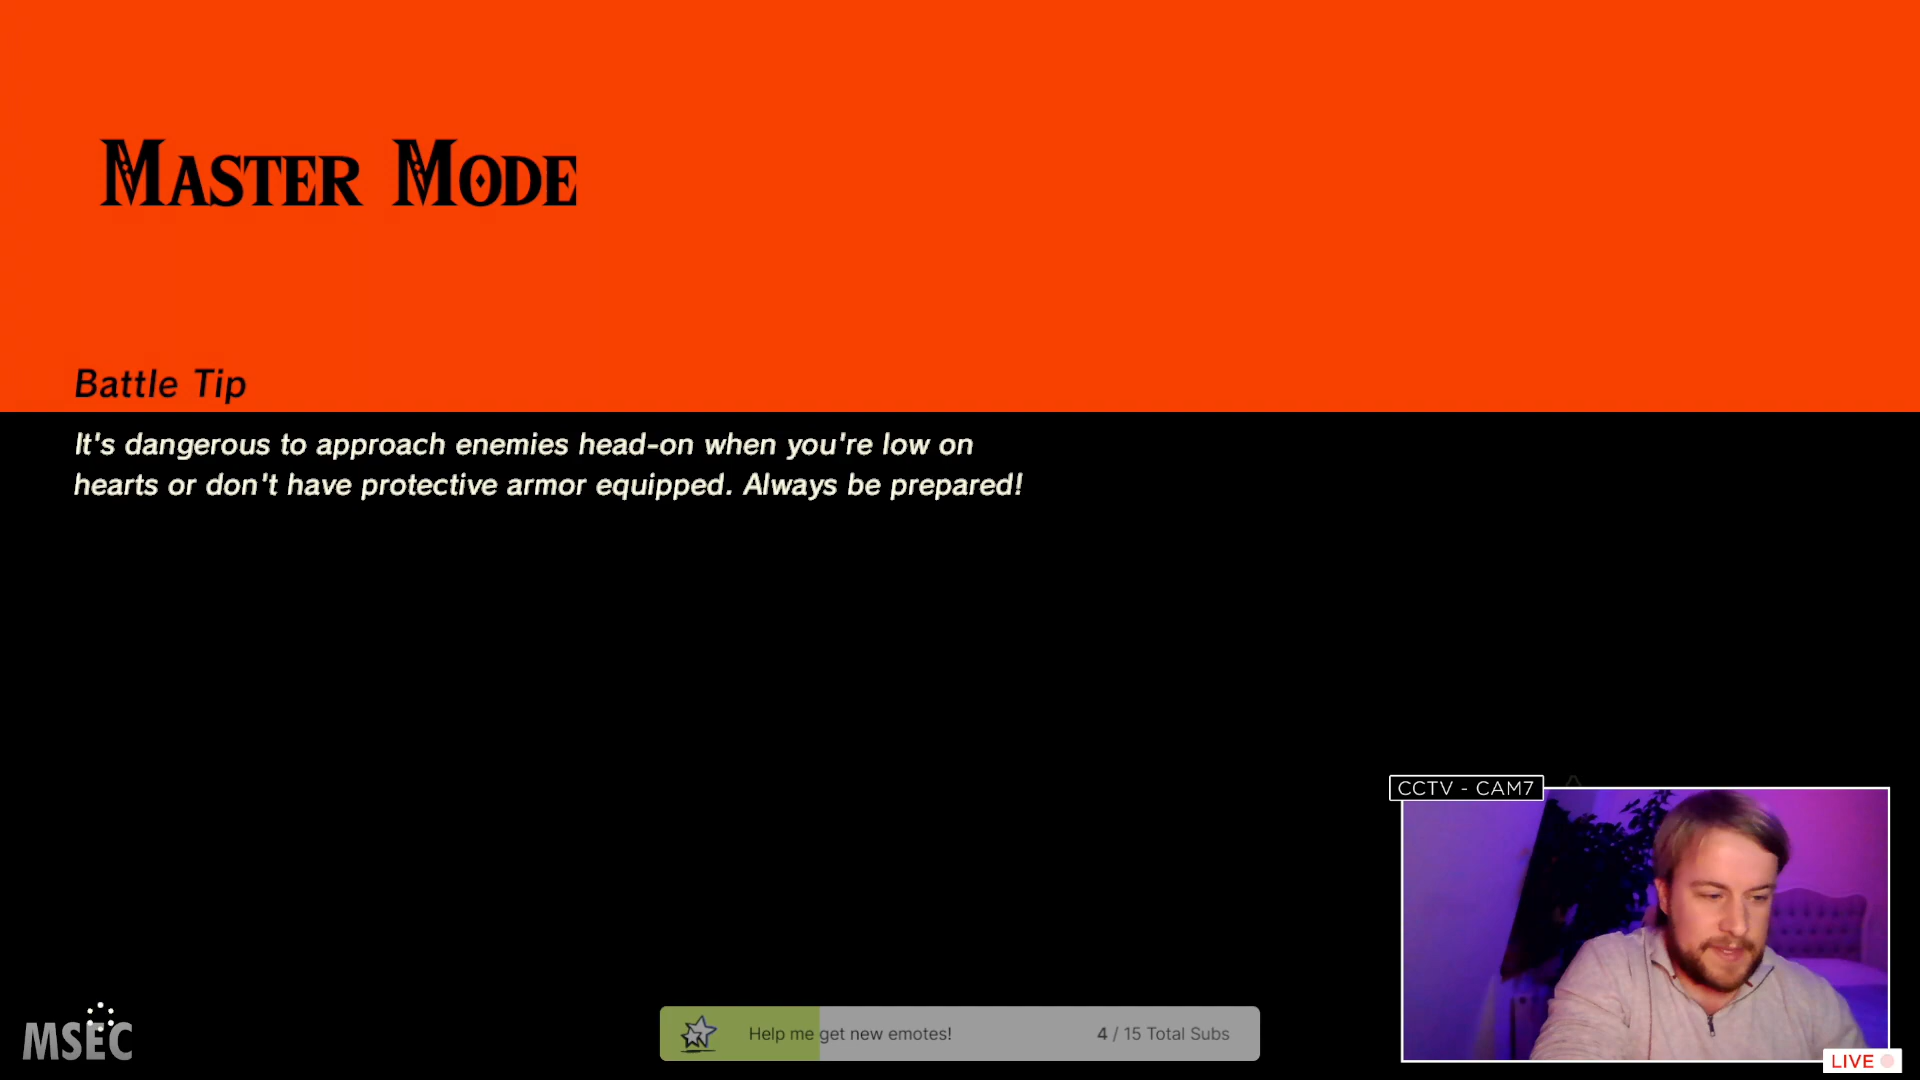 Master Mode
Battle Tip
It's dangerous to approach enemies head-on when you're low on
hearts or don't have protective armor equipped. Always be prepared!
CCTV - CAM7
MSEC
7
Help me get new emotes!
4 / 15 Total Subs
LIVE